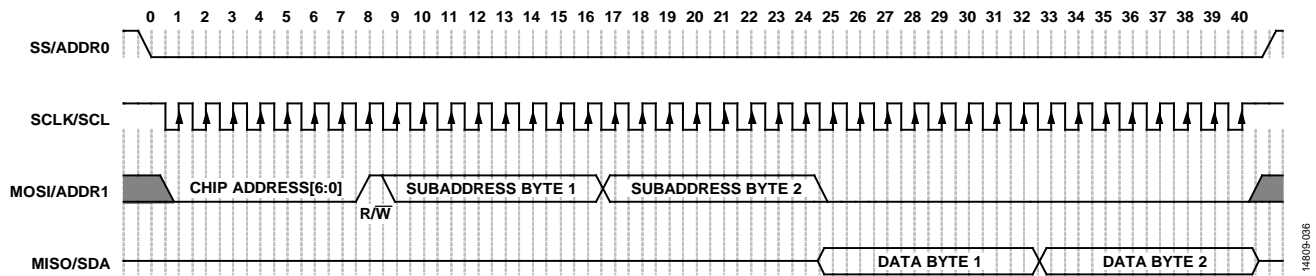 0 1 2 3 4 5 6 7 8 9 10 11 12 13 14 15 16 17 18 19 20 21 22 23 24 25 26 27 28 29 30 31 32 33 34 35 36 37 38 39 40
SS/ADDR0
SCLK/SCL
MOSI/ADDR1 CHIP ADDRESS[6:0] SUBADDRESS BYTE 1 SUBADDRESS BYTE 2
R/W̅
MISO/SDA DATA BYTE 1 DATA BYTE 2
14809-036